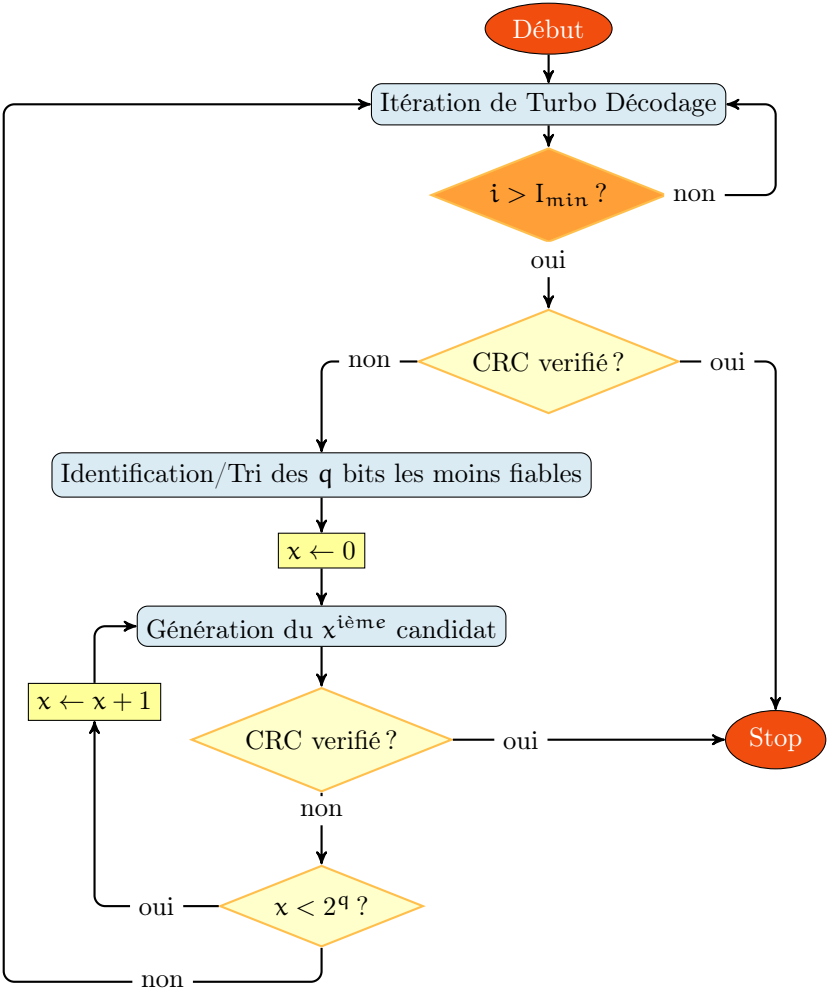 Début
Itération de Turbo Décodage
i > I_min ?
non
oui
CRC verifié ?
non
oui
Identification/Tri des q bits les moins fiables
x ← 0
Génération du x^ième candidat
x ← x + 1
CRC verifié ?
oui
Stop
non
x < 2^q ?
oui
non